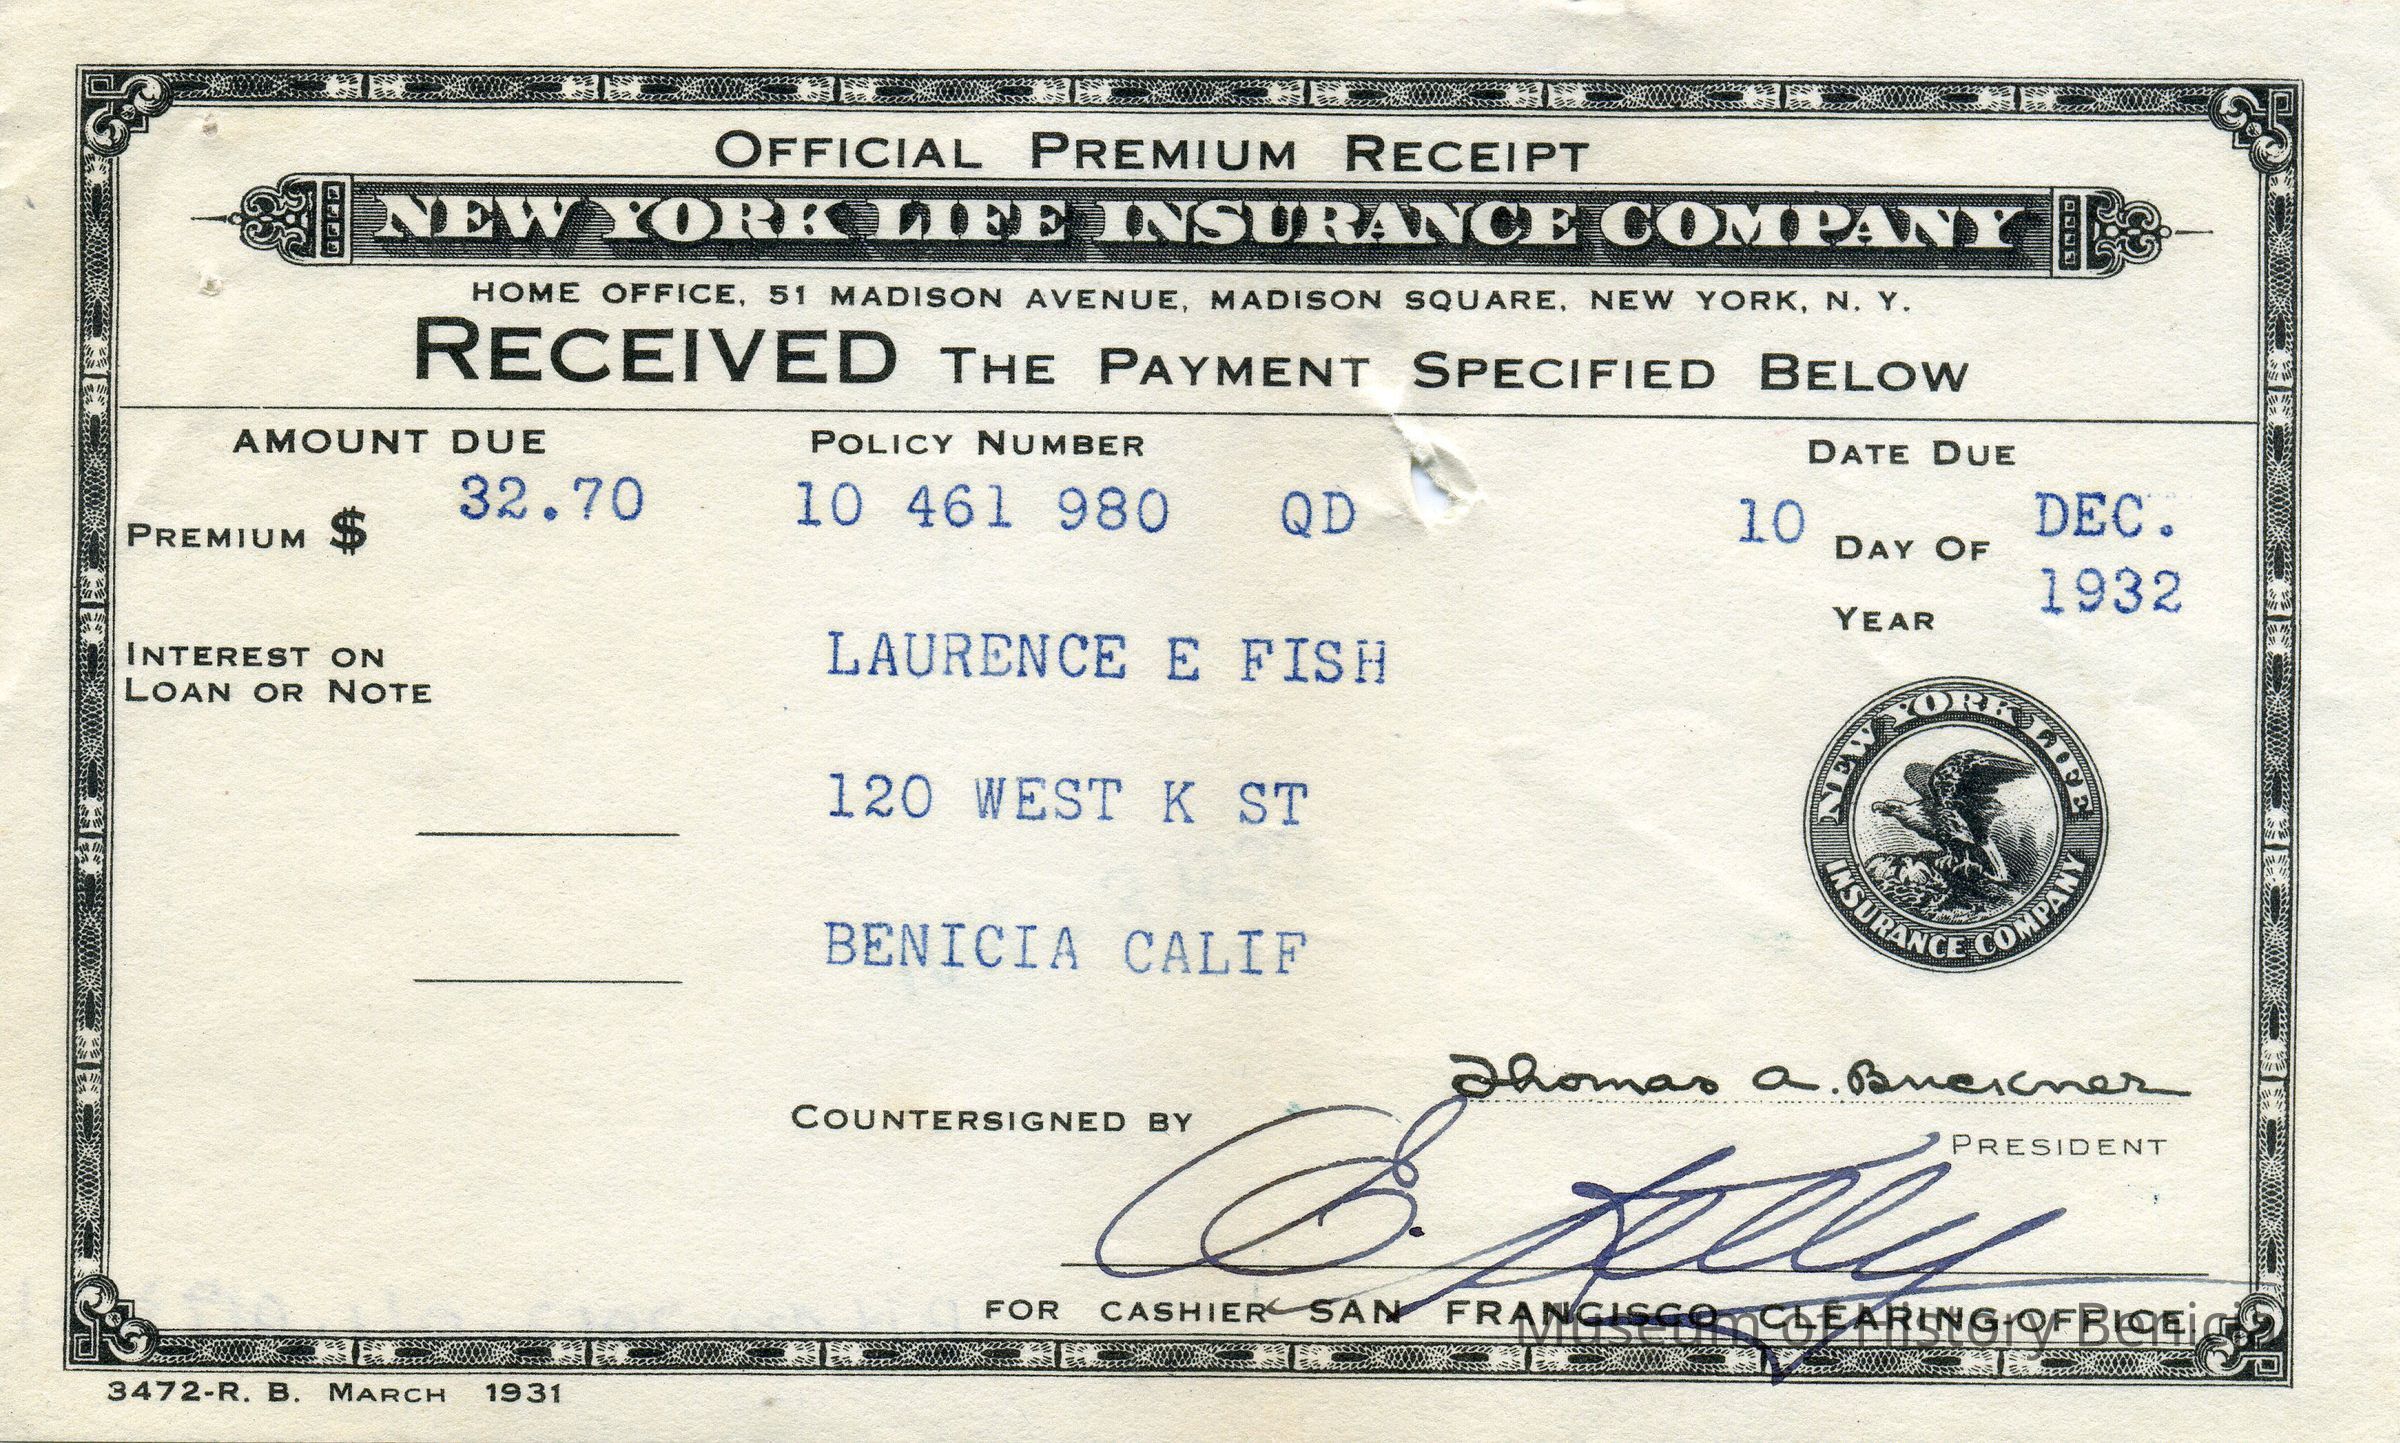 OFFICIAL PREMIUM RECEIPT
NEW YORK LIFE INSURANCE COMPANY
HOME OFFICE, 51 MADISON AVENUE, MADISON SQUARE, NEW YORK, N. Y.
RECEIVED THE PAYMENT SPECIFIED BELOW
AMOUNT DUE POLICY NUMBER DATE DUE
PREMIUM $ 32.70 10 461 980 QD 10 DAY OF DEC.
YEAR 1932
INTEREST ON
LOAN OR NOTE
LAURENCE E FISH
120 WEST K ST
BENICIA CALIF
NEW YORK LIFE
INSURANCE COMPANY
Thomas A. Buckner
PRESIDENT
COUNTERSIGNED BY
E. Kelly
FOR CASHIER SAN FRANCISCO CLEARING-OFFICE
Museum of History Benicia
3472-R. B. MARCH 1931